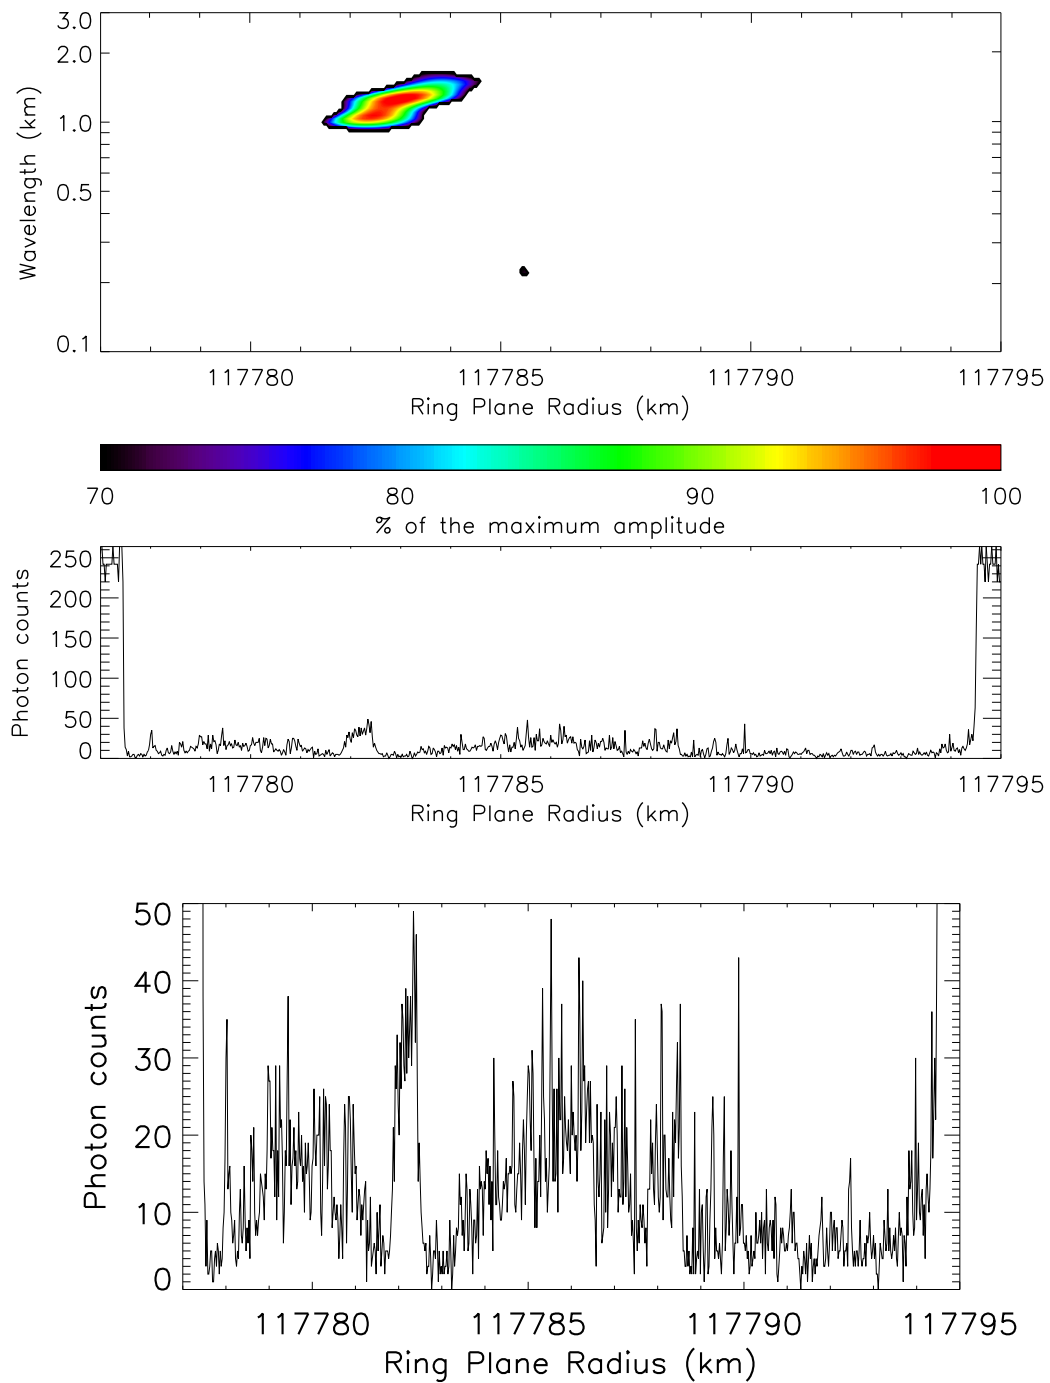 3.0
2.0
1.0
0.5
0.1
Wavelength (km)
117780 117785 117790 117795
Ring Plane Radius (km)
70 80 90 100
% of the maximum amplitude
250
200
150
100
50
0
Photon counts
117780 117785 117790 117795
Ring Plane Radius (km)
50
40
30
20
10
0
Photon counts
117780 117785 117790 117795
Ring Plane Radius (km)